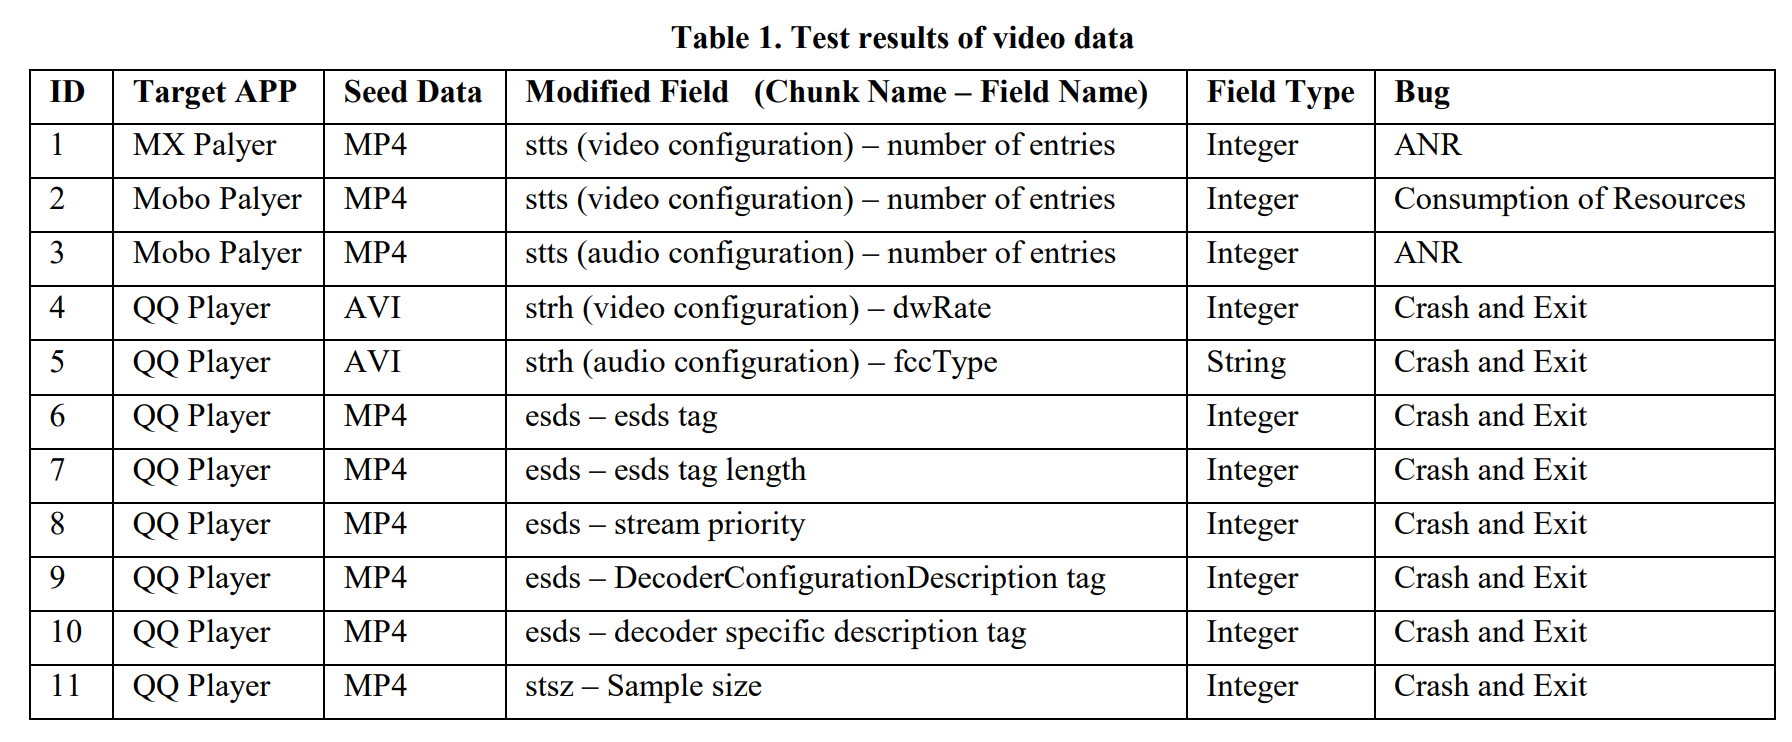 Table 1. Test results of video data
ID Target APP Seed Data Modified Field (Chunk Name – Field Name) Field Type Bug
1 MX Palyer MP4 stts (video configuration) – number of entries Integer ANR
2 Mobo Palyer MP4 stts (video configuration) – number of entries Integer Consumption of Resources
3 Mobo Palyer MP4 stts (audio configuration) – number of entries Integer ANR
4 QQ Player AVI strh (video configuration) – dwRate Integer Crash and Exit
5 QQ Player AVI strh (audio configuration) – fccType String Crash and Exit
6 QQ Player MP4 esds – esds tag Integer Crash and Exit
7 QQ Player MP4 esds – esds tag length Integer Crash and Exit
8 QQ Player MP4 esds – stream priority Integer Crash and Exit
9 QQ Player MP4 esds – DecoderConfigurationDescription tag Integer Crash and Exit
10 QQ Player MP4 esds – decoder specific description tag Integer Crash and Exit
11 QQ Player MP4 stsz – Sample size Integer Crash and Exit